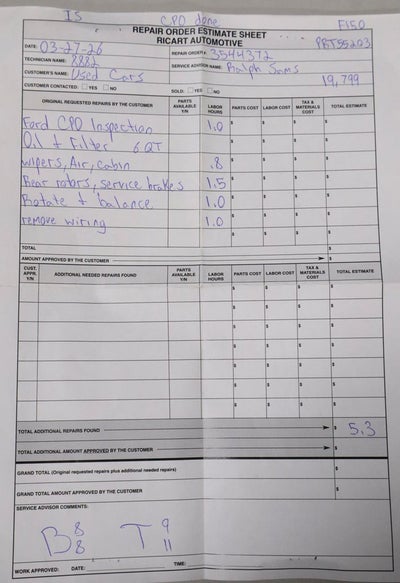 IS CPO done F150
REPAIR ORDER ESTIMATE SHEET
RICART AUTOMOTIVE
PBT55203
DATE: 03-27-26 REPAIR ORDER#: 3544372
TECHNICIAN NAME: 8882 SERVICE ADVISOR NAME: Ralph Sams
CUSTOMER'S NAME: Used Cars 19,799
CUSTOMER CONTACTED: YES NO SOLD: YES NO
ORIGINAL REQUESTED REPAIRS BY THE CUSTOMER PARTS AVAILABLE Y/N LABOR HOURS PARTS COST LABOR COST TAX & MATERIALS COST TOTAL ESTIMATE
Ford CPO Inspection 1.0 $ $ $ $
Oil + Filter 6 QT $ $ $ $
wipers, Air, cabin .8 $ $ $ $
Rear rotors, service brakes 1.5 $ $ $ $
Rotate + balance 1.0 $ $ $ $
remove wiring 1.0 $ $ $ $
TOTAL $
AMOUNT APPROVED BY THE CUSTOMER $
CUST. APPR. Y/N ADDITIONAL NEEDED REPAIRS FOUND PARTS AVAILABLE Y/N LABOR HOURS PARTS COST LABOR COST TAX & MATERIALS COST TOTAL ESTIMATE
$ $ $ $
$ $ $ $
$ $ $ $
$ $ $ $
$ $ $ $
$ $ $ $
$ $ $ $
TOTAL ADDITIONAL REPAIRS FOUND $ 5.3
TOTAL ADDITIONAL AMOUNT APPROVED BY THE CUSTOMER $
GRAND TOTAL (Original requested repairs plus additional needed repairs) $
GRAND TOTAL AMOUNT APPROVED BY THE CUSTOMER $
SERVICE ADVISOR COMMENTS:
B 8 8 T 9 11
WORK APPROVED: DATE: TIME: